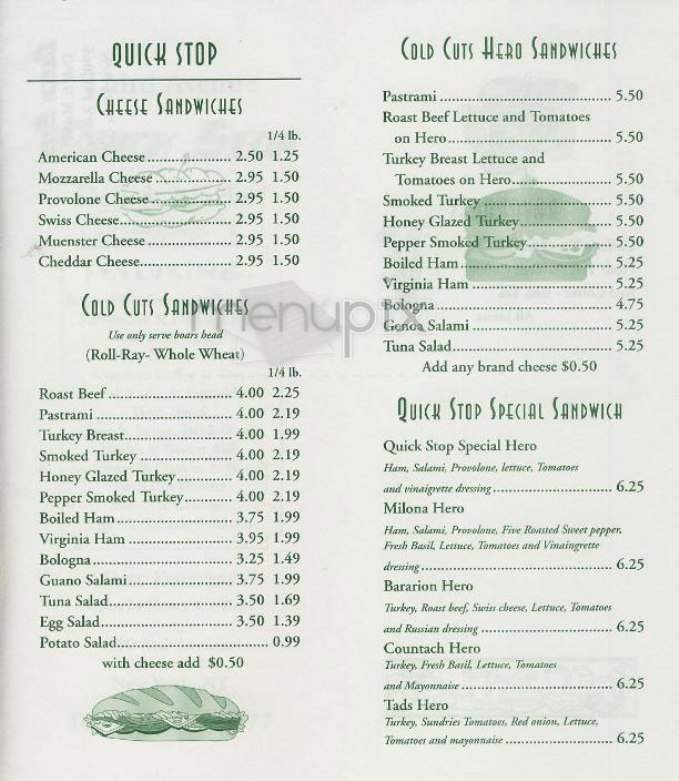 QUICK STOP
CHEESE SANDWICHES
1/4 lb.
American Cheese .................... 2.50 1.25
Mozzarella Cheese .................. 2.95 1.50
Provolone Cheese ................... 2.95 1.50
Swiss Cheese........................... 2.95 1.50
Muenster Cheese .................... 2.95 1.50
Cheddar Cheese...................... 2.95 1.50
COLD CUTS SANDWICHES
Use only serve boars head
(Roll-Ray- Whole Wheat)
1/4 lb.
Roast Beef .............................. 4.00 2.25
Pastrami ................................. 4.00 2.19
Turkey Breast.......................... 4.00 1.99
Smoked Turkey ...................... 4.00 2.19
Honey Glazed Turkey............. 4.00 2.19
Pepper Smoked Turkey........... 4.00 2.19
Boiled Ham ............................ 3.75 1.99
Virginia Ham ......................... 3.95 1.99
Bologna .................................. 3.25 1.49
Guano Salami......................... 3.75 1.99
Tuna Salad.............................. 3.50 1.69
Egg Salad................................ 3.50 1.39
Potato Salad..................................... 0.99
with cheese add $0.50
COLD CUTS HERO SANDWICHES
Pastrami ......................................... 5.50
Roast Beef Lettuce and Tomatoes
on Hero....................................... 5.50
Turkey Breast Lettuce and
Tomatoes on Hero........................ 5.50
Smoked Turkey ............................... 5.50
Honey Glazed Turkey...................... 5.50
Pepper Smoked Turkey.................... 5.50
Boiled Ham .................................... 5.25
Virginia Ham .................................. 5.25
Bologna .......................................... 4.75
Genoa Salami .................................. 5.25
Tuna Salad...................................... 5.25
Add any brand cheese $0.50
QUICK STOP SPECIAL SANDWICH
Quick Stop Special Hero
Ham, Salami, Provolone, lettuce, Tomatoes
and vinaigrette dressing ............................. 6.25
Milona Hero
Ham, Salami, Provolone, Five Roasted Sweet pepper,
Fresh Basil, Lettuce, Tomatoes and Vinaingrette
dressing ............................................... 6.25
Bararion Hero
Turkey, Roast beef, Swiss cheese, Lettuce, Tomatoes
and Russian dressing ................................ 6.25
Countach Hero
Turkey, Fresh Basil, Lettuce, Tomatoes
and Mayonnaise ..................................... 6.25
Tads Hero
Turkey, Sundries Tomatoes, Red onion, Lettuce,
Tomatoes and mayonnaise .......................... 6.25
menupix